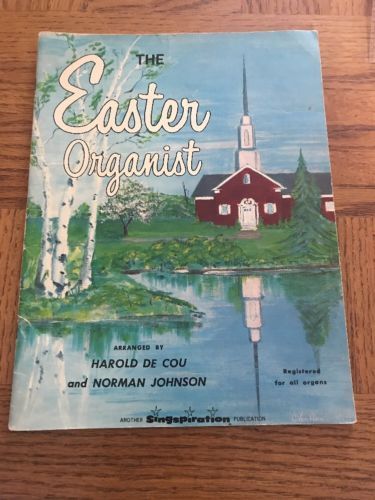 THE
Easter
Organist
ARRANGED BY
HAROLD DE COU
and NORMAN JOHNSON
Registered
for all organs
ANOTHER Singspiration PUBLICATION